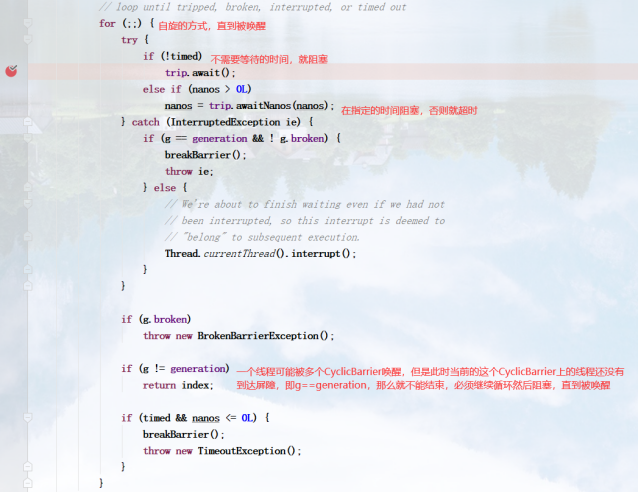 // loop until tripped, broken, interrupted, or timed out
for (;;) { 自旋的方式，直到被唤醒
try {
if (!timed) 不需要等待的时间，就阻塞
trip.await();
else if (nanos > 0L)
nanos = trip.awaitNanos(nanos); 在指定的时间阻塞，否则就超时
} catch (InterruptedException ie) {
if (g == generation && ! g.broken) {
breakBarrier();
throw ie;
} else {
// We're about to finish waiting even if we had not
// been interrupted, so this interrupt is deemed to
// "belong" to subsequent execution.
Thread.currentThread().interrupt();
}
}
if (g.broken)
throw new BrokenBarrierException();
if (g != generation) 一个线程可能被多个CyclicBarrier唤醒，但是此时当前的这个CyclicBarrier上的线程还没有
return index; 到达屏障，即g==generation，那么就不能结束，必须继续循环然后阻塞，直到被唤醒
if (timed && nanos <= 0L) {
breakBarrier();
throw new TimeoutException();
}
}